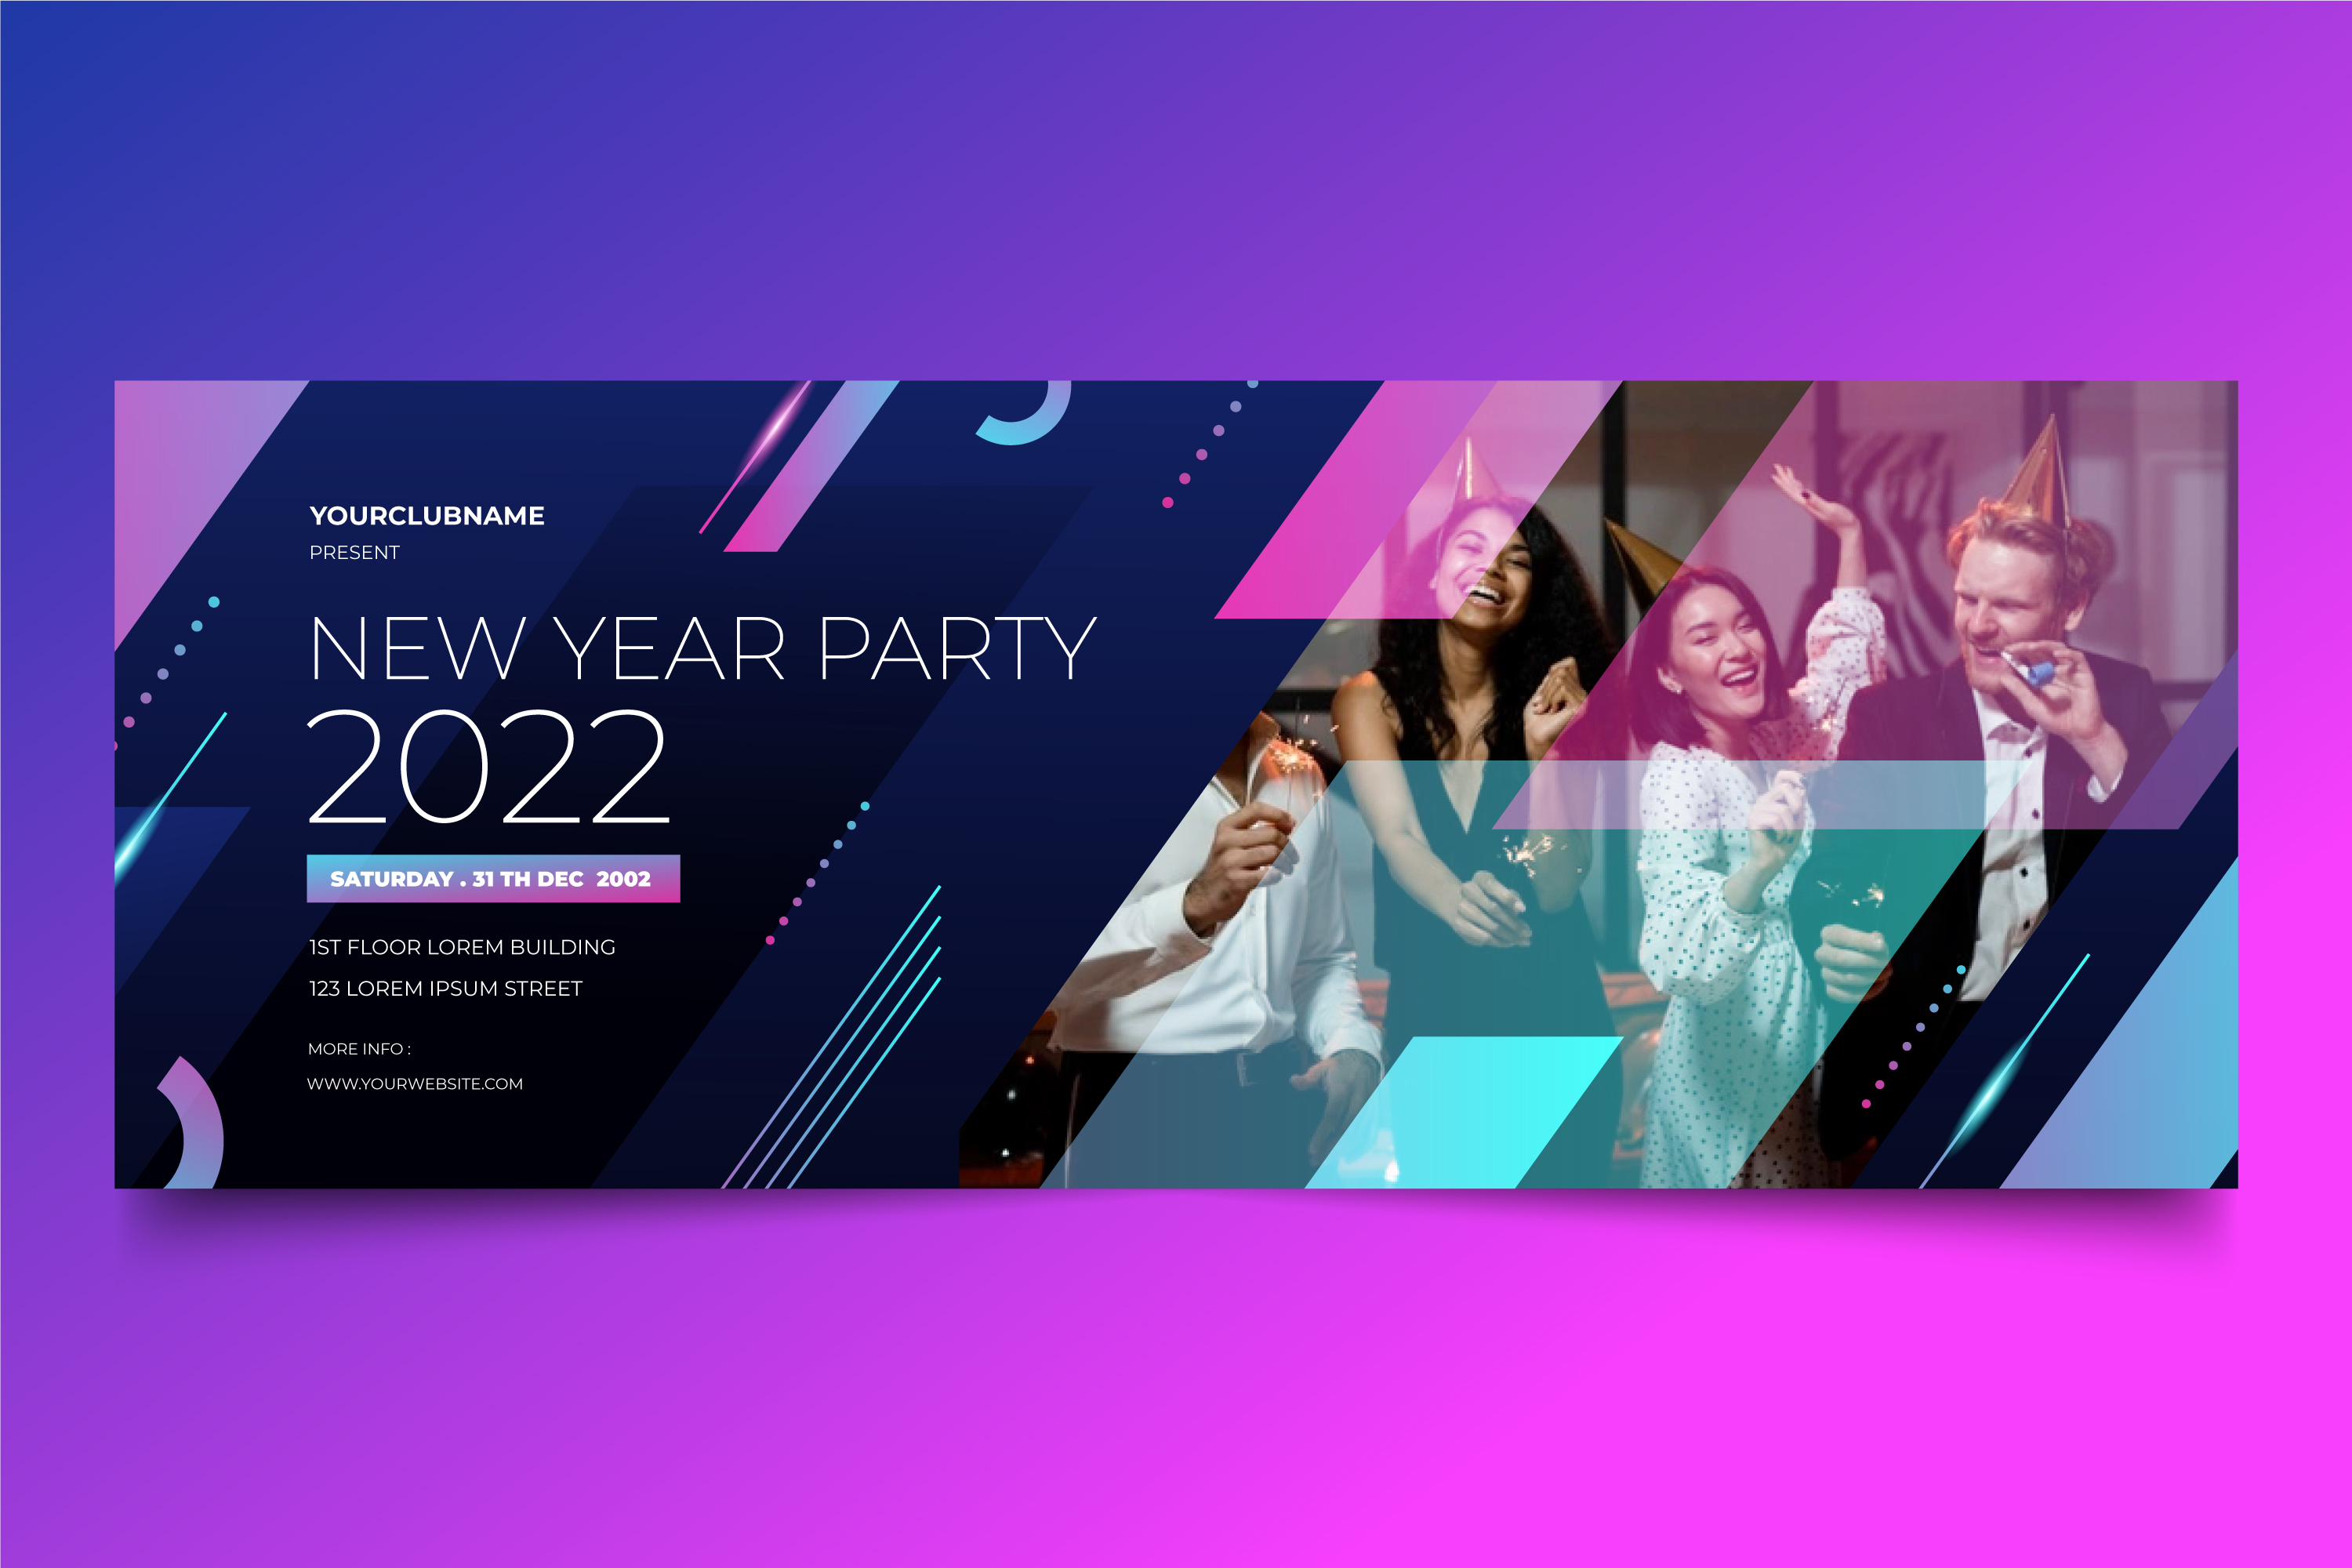 YOURCLUBNAME
PRESENT
NEW YEAR PARTY
2022
SATURDAY . 31 TH DEC 2002
1ST FLOOR LOREM BUILDING
123 LOREM IPSUM STREET
MORE INFO :
WWW.YOURWEBSITE.COM